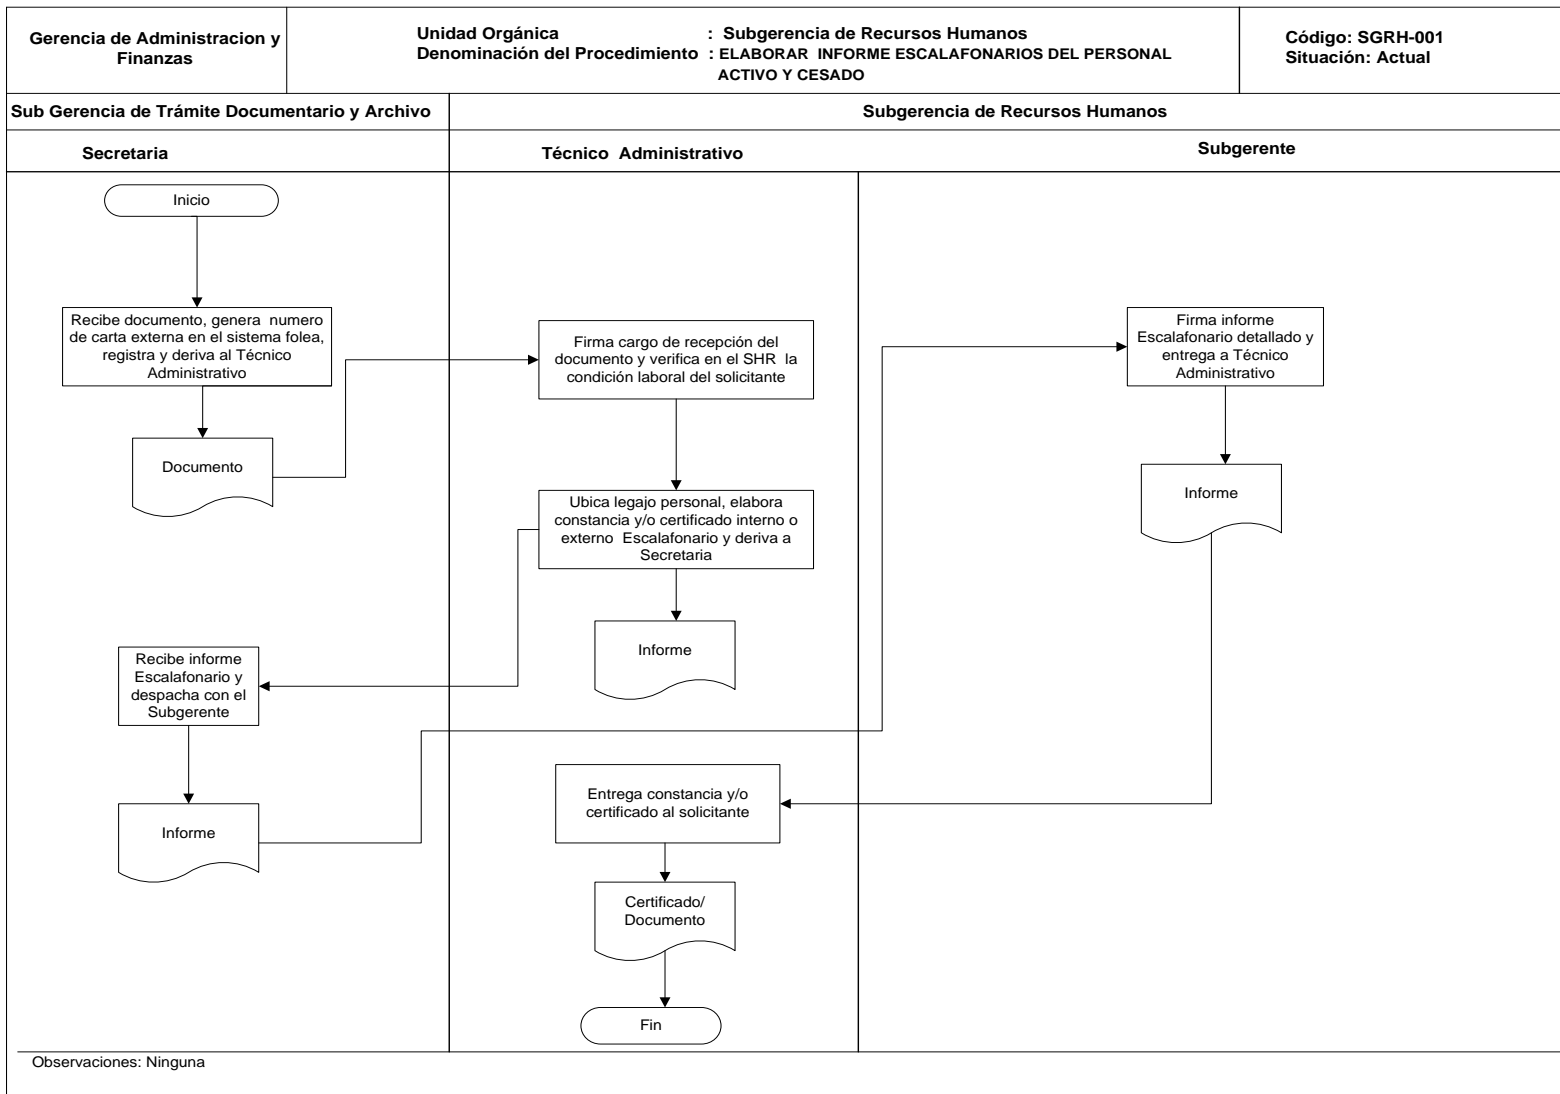 Gerencia de Administracion y
Finanzas
Unidad Orgánica : Subgerencia de Recursos Humanos
Denominación del Procedimiento : ELABORAR INFORME ESCALAFONARIOS DEL PERSONAL
ACTIVO Y CESADO
Código: SGRH-001
Situación: Actual
Sub Gerencia de Trámite Documentario y Archivo
Subgerencia de Recursos Humanos
Secretaria
Técnico Administrativo
Subgerente
Inicio
Recibe documento, genera numero
de carta externa en el sistema folea,
registra y deriva al Técnico
Administrativo
Documento
Firma cargo de recepción del
documento y verifica en el SHR la
condición laboral del solicitante
Ubica legajo personal, elabora
constancia y/o certificado interno o
externo Escalafonario y deriva a
Secretaria
Informe
Recibe informe
Escalafonario y
despacha con el
Subgerente
Informe
Firma informe
Escalafonario detallado y
entrega a Técnico
Administrativo
Informe
Entrega constancia y/o
certificado al solicitante
Certificado/
Documento
Fin
Observaciones: Ninguna